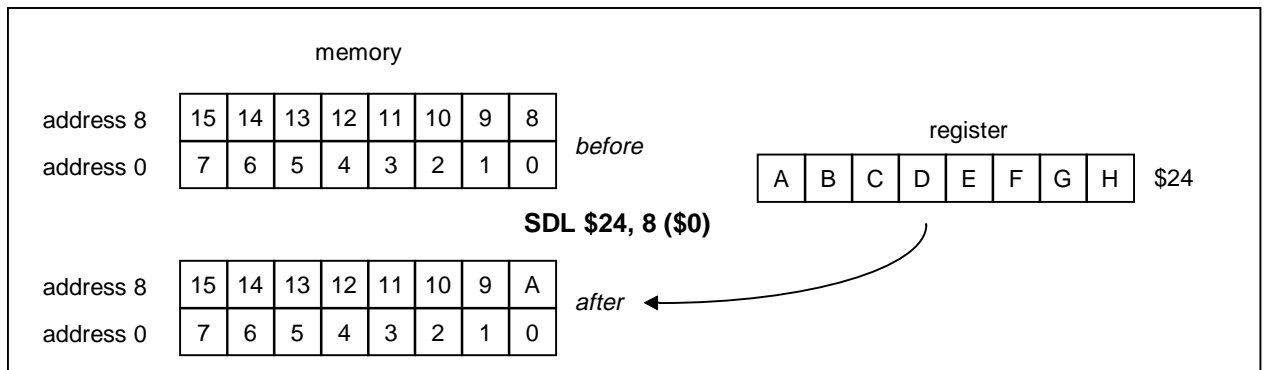 memory
address 8 15 14 13 12 11 10 9 8
before
address 0 7 6 5 4 3 2 1 0
register
A B C D E F G H $24
SDL $24, 8 ($0)
address 8 15 14 13 12 11 10 9 A
after
address 0 7 6 5 4 3 2 1 0